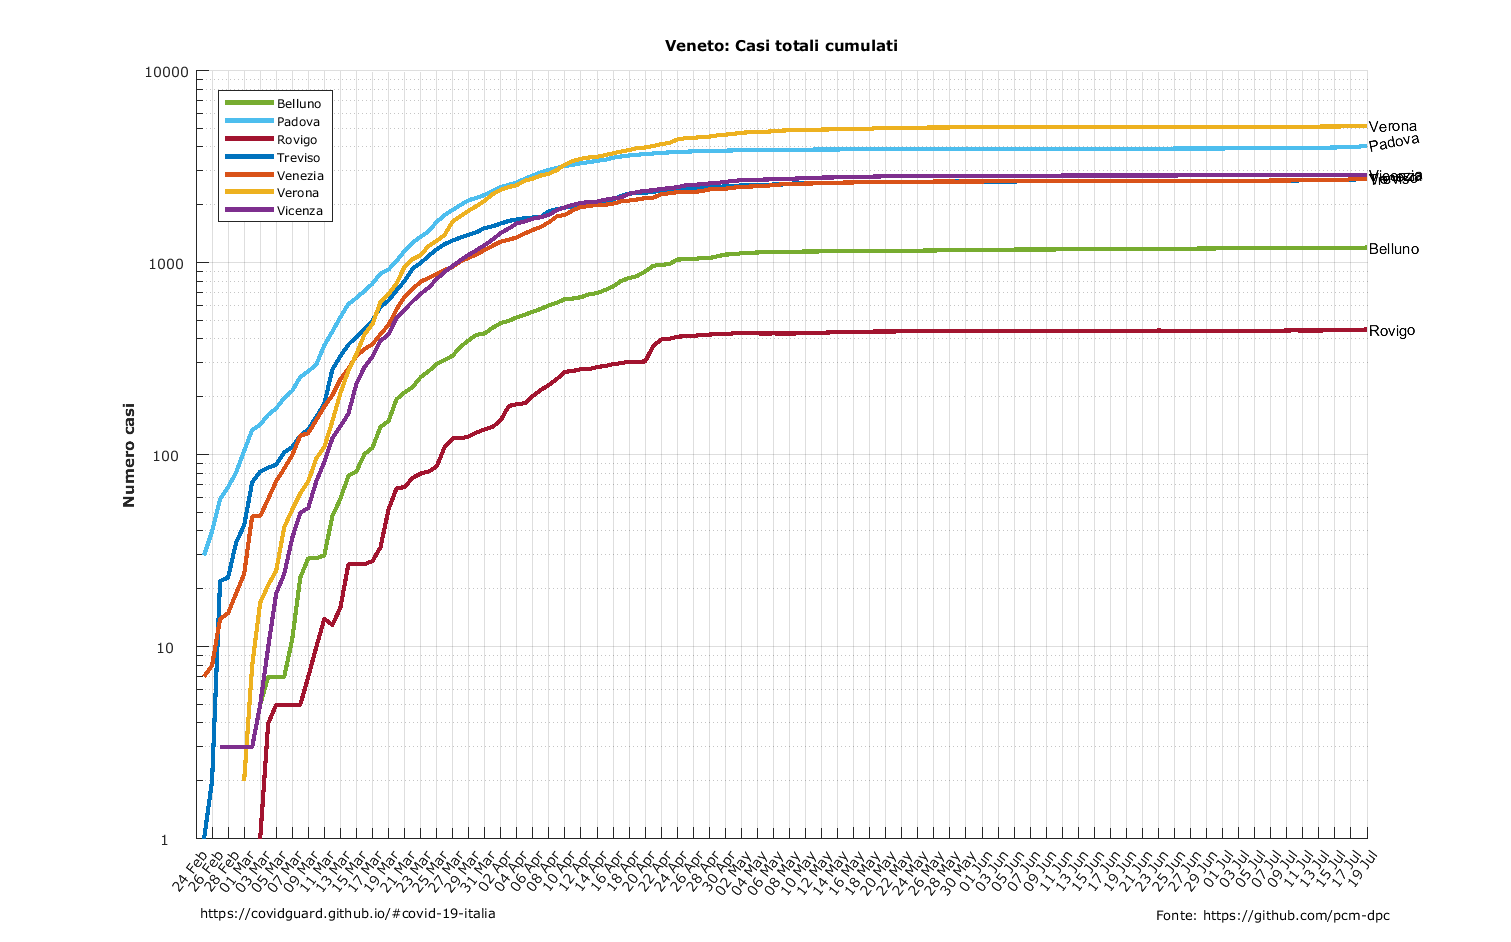 Veneto: Casi totali cumulati
10000
1000
100
10
1
Numero casi
Belluno
Padova
Rovigo
Treviso
Venezia
Verona
Vicenza
Verona
Padova
Vicenza
Treviso
Belluno
Rovigo
24 Feb
26 Feb
28 Feb
01 Mar
03 Mar
05 Mar
07 Mar
09 Mar
11 Mar
13 Mar
15 Mar
17 Mar
19 Mar
21 Mar
23 Mar
25 Mar
27 Mar
29 Mar
31 Mar
02 Apr
04 Apr
06 Apr
08 Apr
10 Apr
12 Apr
14 Apr
16 Apr
18 Apr
20 Apr
22 Apr
24 Apr
26 Apr
28 Apr
30 Apr
02 May
04 May
06 May
08 May
10 May
12 May
14 May
16 May
18 May
20 May
22 May
24 May
26 May
28 May
30 May
01 Jun
03 Jun
05 Jun
07 Jun
09 Jun
11 Jun
13 Jun
15 Jun
17 Jun
19 Jun
21 Jun
23 Jun
25 Jun
27 Jun
29 Jun
01 Jul
03 Jul
05 Jul
07 Jul
09 Jul
11 Jul
13 Jul
15 Jul
17 Jul
19 Jul
https://covidguard.github.io/#covid-19-italia
Fonte: https://github.com/pcm-dpc